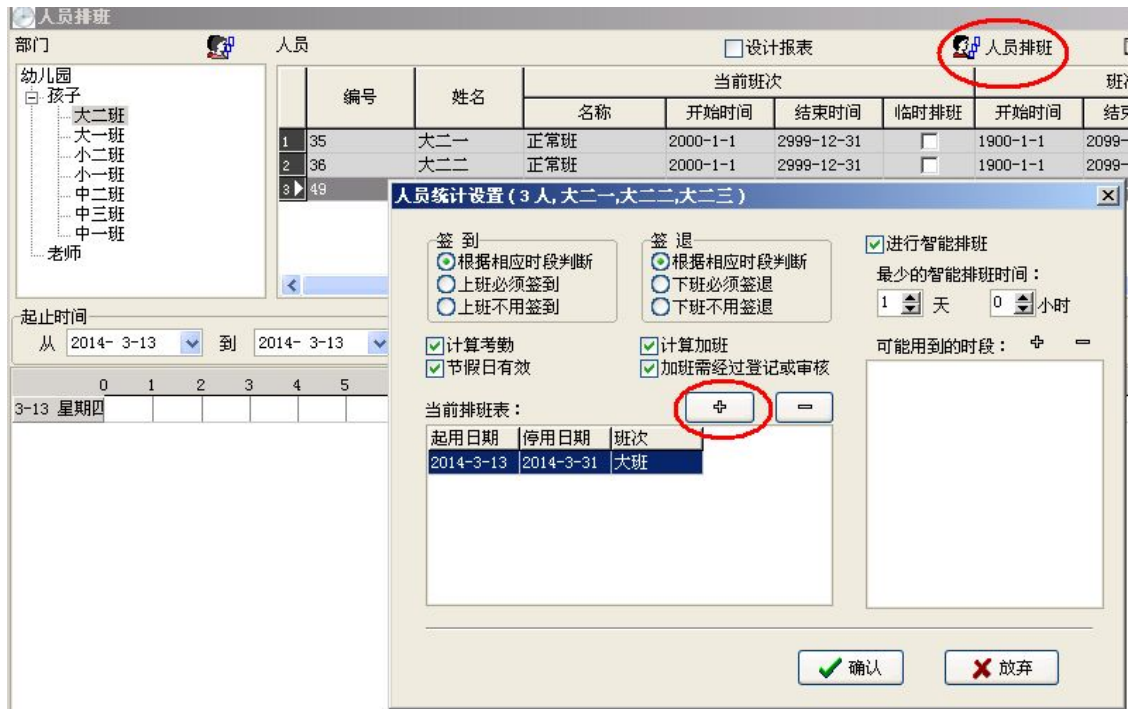 人员排班
部门
人员
设计报表
人员排班
幼儿园
孩子
大二班
大一班
小二班
小一班
中二班
中三班
中一班
老师
编号 姓名 当前班次
名称 开始时间 结束时间 临时排班 开始时间
1 35 大二一 正常班 2000-1-1 2999-12-31 1900-1-1 2099-
2 36 大二二 正常班 2000-1-1 2999-12-31 1900-1-1 2099-
3 49
起止时间
从 2014- 3-13 到 2014- 3-13
0 1 2 3 4 5
3-13 星期四
人员统计设置(3人,大二一,大二二,大二三)
签 到
根据相应时段判断
上班必须签到
上班不用签到
签 退
根据相应时段判断
下班必须签退
下班不用签退
进行智能排班
最少的智能排班时间:
1 天 0 小时
计算考勤
节假日有效
计算加班
加班需经过登记或审核
可能用到的时段:
当前排班表:
起用日期 停用日期 班次
2014-3-13 2014-3-31 大班
确认 放弃